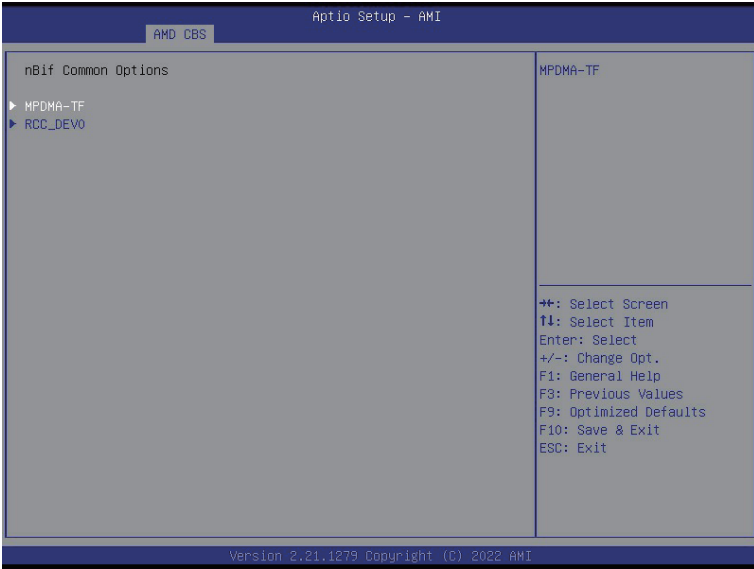 Aptio Setup – AMI
AMD CBS
nBif Common Options
MPDMA-TF
RCC_DEV0
MPDMA-TF
→←: Select Screen
↑↓: Select Item
Enter: Select
+/-: Change Opt.
F1: General Help
F3: Previous Values
F9: Optimized Defaults
F10: Save & Exit
ESC: Exit
Version 2.21.1279 Copyright (C) 2022 AMI